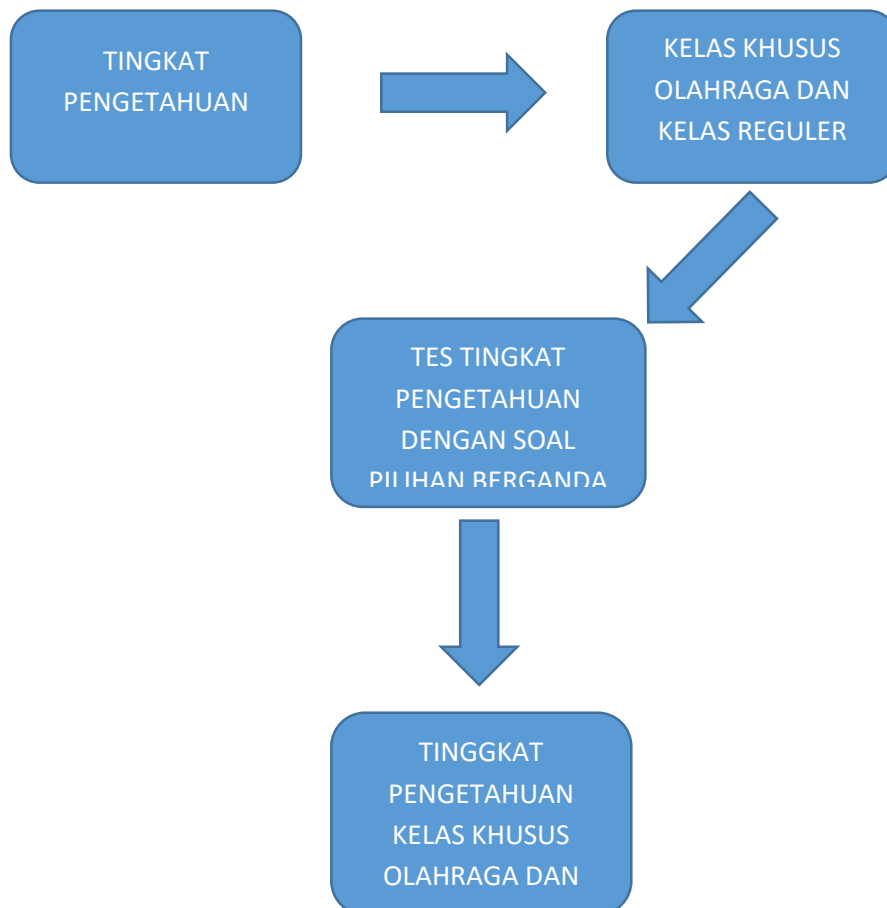 TINGKAT
PENGETAHUAN
KELAS KHUSUS
OLAHRAGA DAN
KELAS REGULER
TES TINGKAT
PENGETAHUAN
DENGAN SOAL
PILIHAN BERGANDA
TINGGKAT
PENGETAHUAN
KELAS KHUSUS
OLAHRAGA DAN